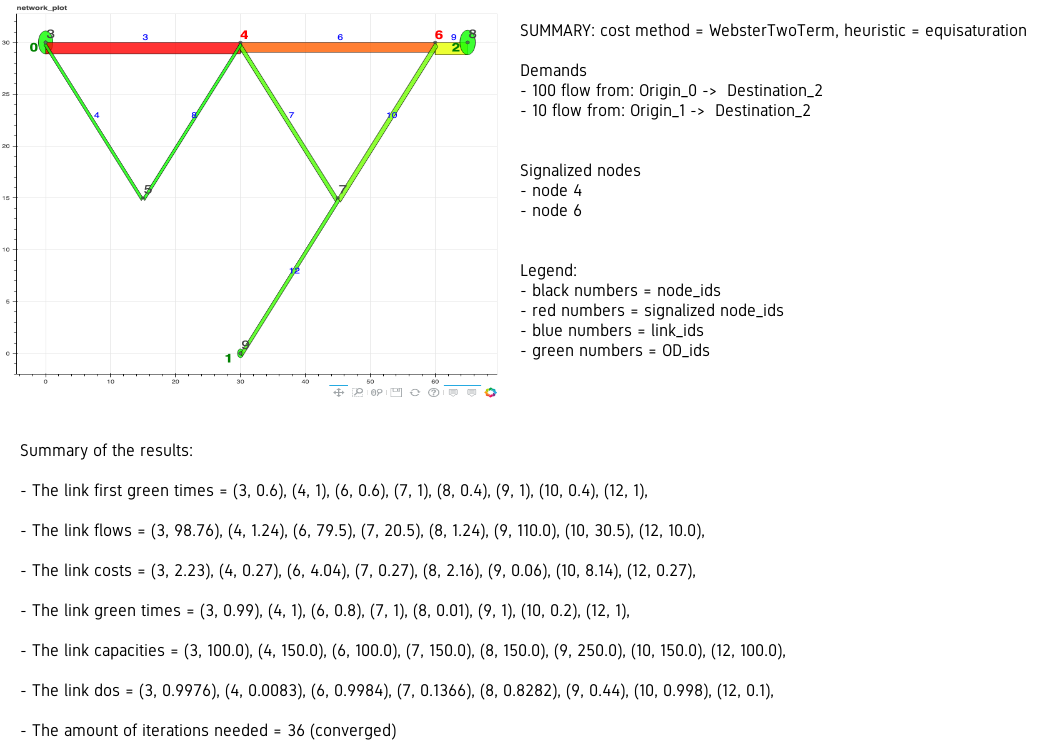 network_plot
SUMMARY: cost method = WebsterTwoTerm, heuristic = equisaturation
Demands
- 100 flow from: Origin_0 -> Destination_2
- 10 flow from: Origin_1 -> Destination_2
Signalized nodes
- node 4
- node 6
Legend:
- black numbers = node_ids
- red numbers = signalized node_ids
- blue numbers = link_ids
- green numbers = OD_ids
3 3 4 6 6 9 8
30 0 2
25
4 8 7 10
20
5 7
15
10
12
5
9
0 1
0 10 20 30 40 50 60
Summary of the results:
- The link first green times = (3, 0.6), (4, 1), (6, 0.6), (7, 1), (8, 0.4), (9, 1), (10, 0.4), (12, 1),
- The link flows = (3, 98.76), (4, 1.24), (6, 79.5), (7, 20.5), (8, 1.24), (9, 110.0), (10, 30.5), (12, 10.0),
- The link costs = (3, 2.23), (4, 0.27), (6, 4.04), (7, 0.27), (8, 2.16), (9, 0.06), (10, 8.14), (12, 0.27),
- The link green times = (3, 0.99), (4, 1), (6, 0.8), (7, 1), (8, 0.01), (9, 1), (10, 0.2), (12, 1),
- The link capacities = (3, 100.0), (4, 150.0), (6, 100.0), (7, 150.0), (8, 150.0), (9, 250.0), (10, 150.0), (12, 100.0),
- The link dos = (3, 0.9976), (4, 0.0083), (6, 0.9984), (7, 0.1366), (8, 0.8282), (9, 0.44), (10, 0.998), (12, 0.1),
- The amount of iterations needed = 36 (converged)